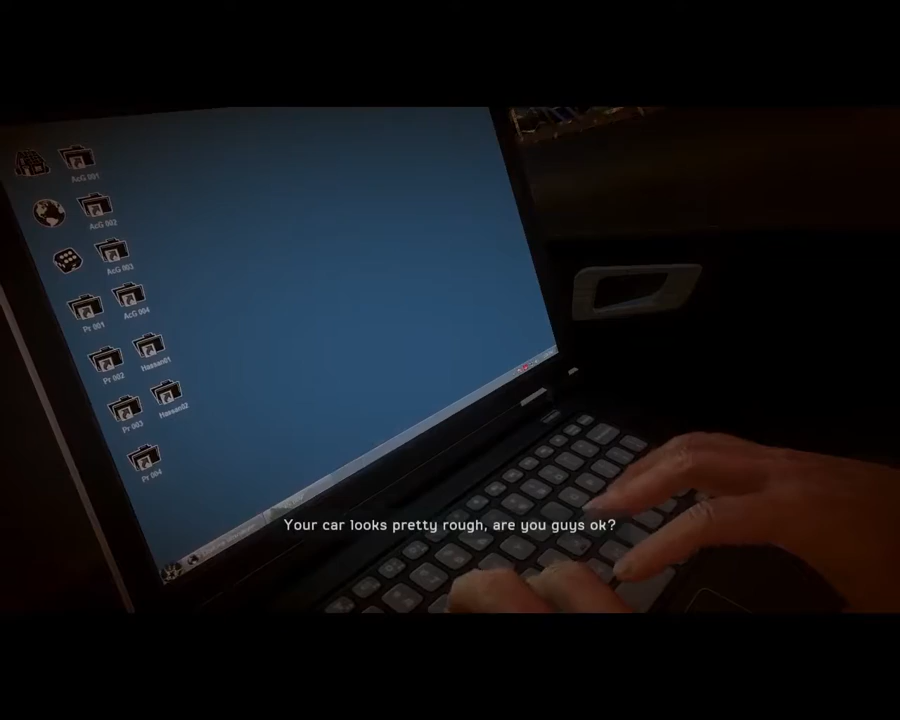 AcG 001
AcG 002
AcG 003
AcG 004
Pr 001
Hassan01
Pr 002
Hassan02
Pr 003
Pr 004
Your car looks pretty rough, are you guys ok?